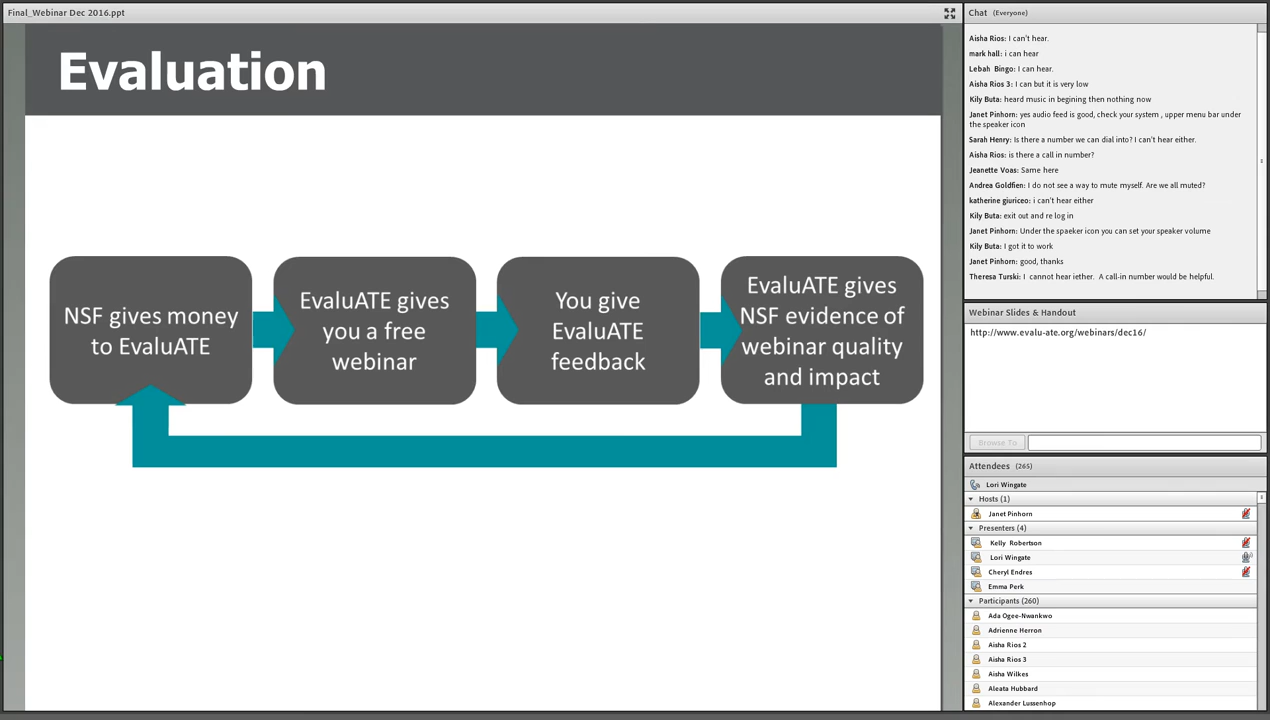 Final_Webinar Dec 2016.ppt
Evaluation
NSF gives money
to EvaluATE
EvaluATE gives
you a free
webinar
You give
EvaluATE
feedback
EvaluATE gives
NSF evidence of
webinar quality
and impact
Chat (Everyone)
Aisha Rios: I can't hear.
mark hall: i can hear
Lebah Bingo: I can hear.
Aisha Rios 3: I can but it is very low
Kily Buta: heard music in begining then nothing now
Janet Pinhorn: yes audio feed is good, check your system , upper menu bar under
the speaker icon
Sarah Henry: Is there a number we can dial into? I can't hear either.
Aisha Rios: is there a call in number?
Jeanette Voas: Same here
Andrea Goldfien: I do not see a way to mute myself. Are we all muted?
katherine giuriceo: i can't hear either
Kily Buta: exit out and re log in
Janet Pinhorn: Under the spaeker icon you can set your speaker volume
Kily Buta: I got it to work
Janet Pinhorn: good, thanks
Theresa Turski: I cannot hear iether. A call-in number would be helpful.
Webinar Slides & Handout
http://www.evalu-ate.org/webinars/dec16/
Browse To
Attendees (265)
Lori Wingate
Hosts (1)
Janet Pinhorn
Presenters (4)
Kelly Robertson
Lori Wingate
Cheryl Endres
Emma Perk
Participants (260)
Ada Ogee-Nwankwo
Adrienne Herron
Aisha Rios 2
Aisha Rios 3
Aisha Wilkes
Aleata Hubbard
Alexander Lussenhop